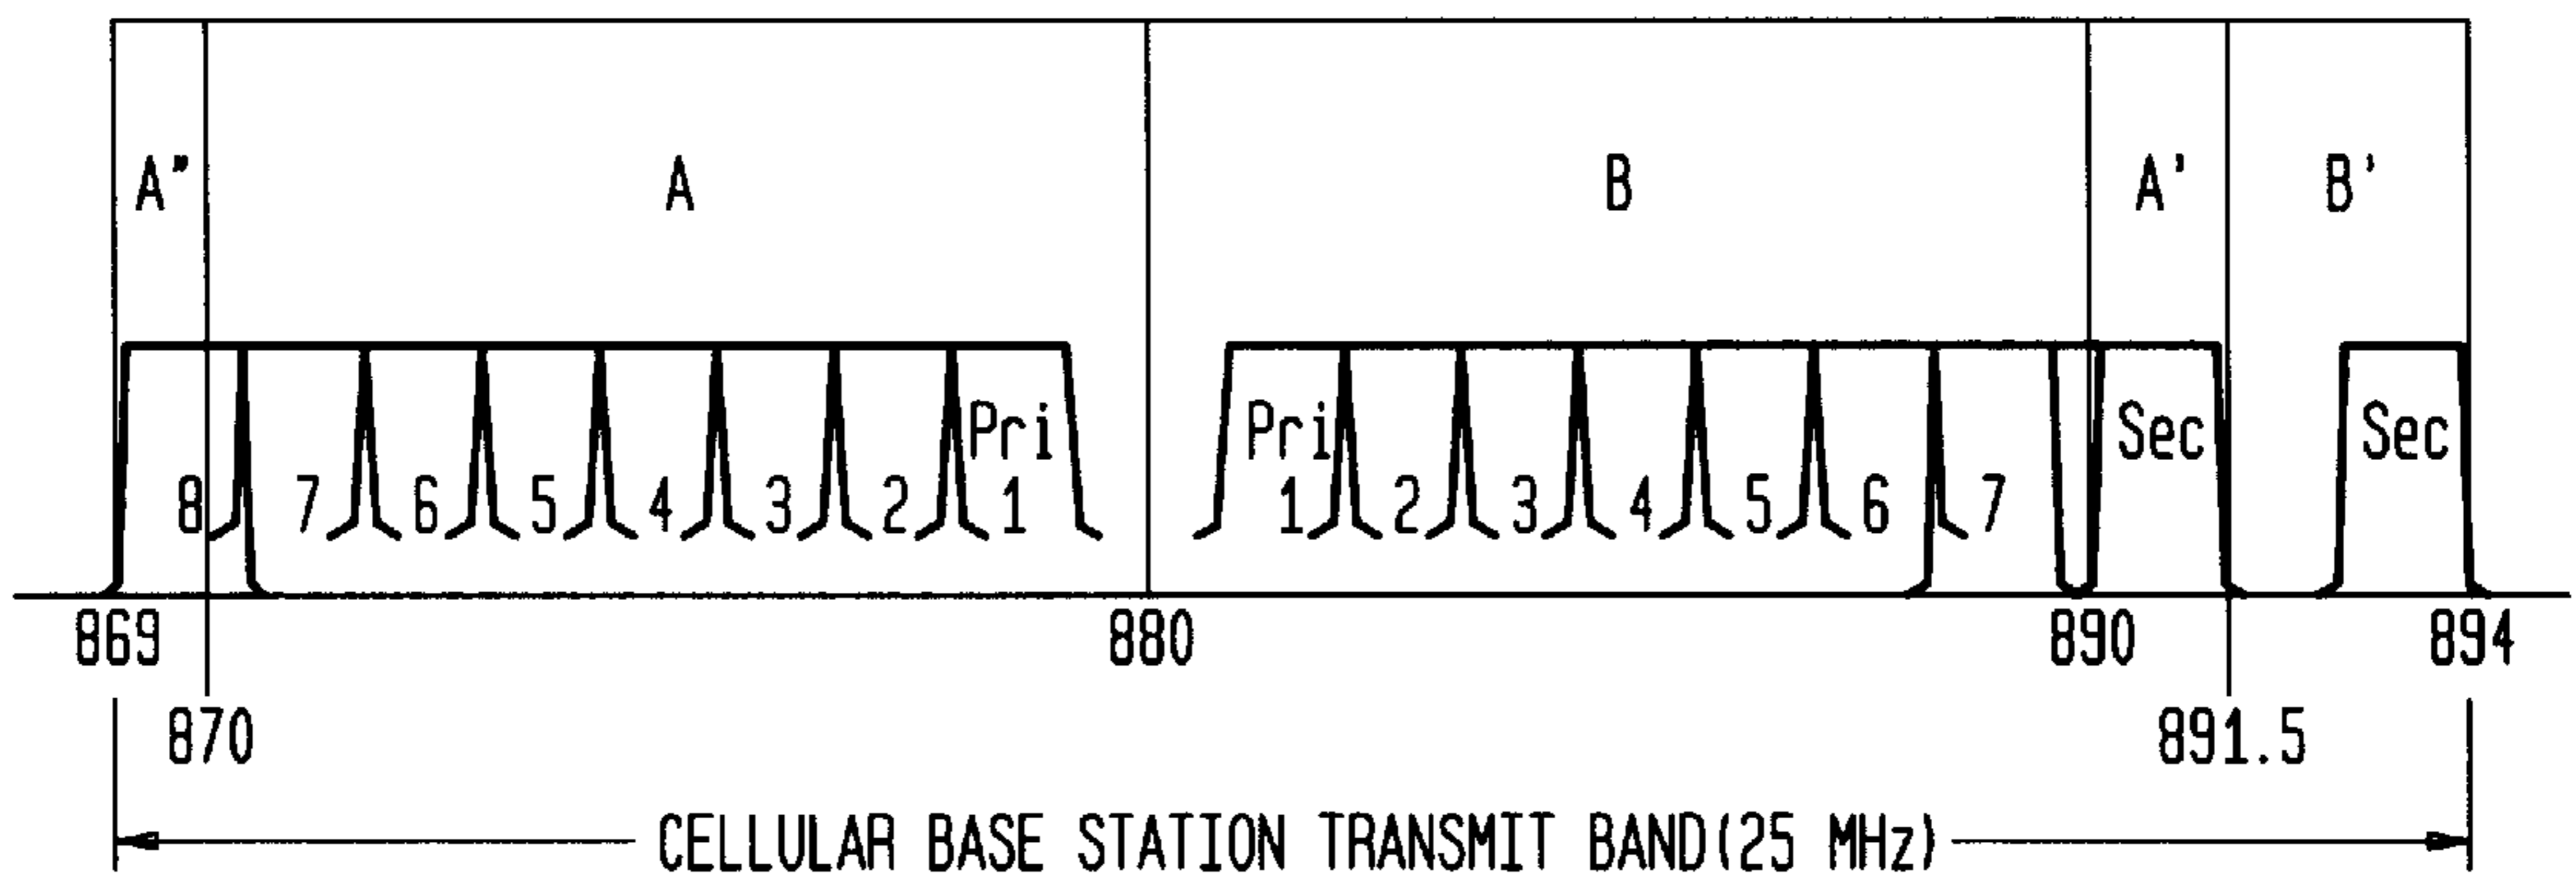 A" A B A' B'
Pri Pri Sec Sec
8 7 6 5 4 3 2 1 1 2 3 4 5 6 7
869 880 890 894
870 891.5
CELLULAR BASE STATION TRANSMIT BAND(25 MHz)